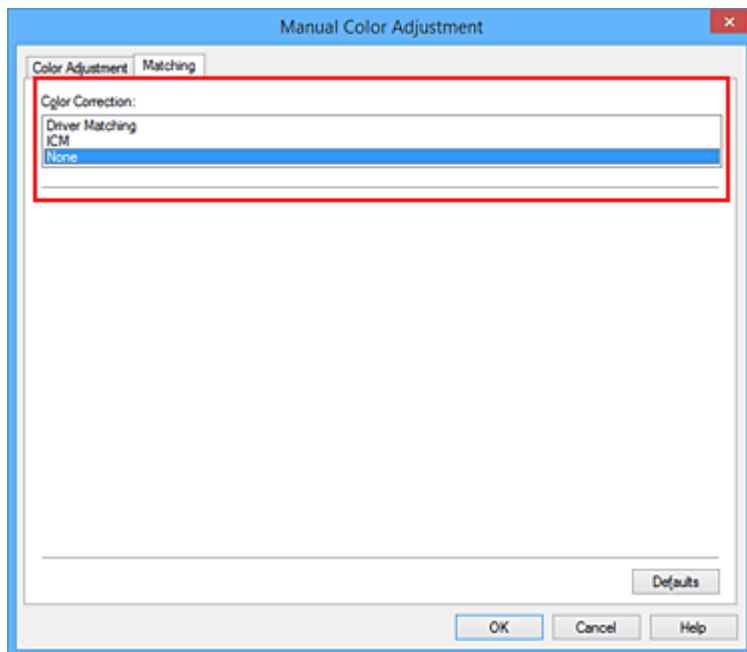 Manual Color Adjustment
Color Adjustment Matching
Color Correction:
Driver Matching
ICM
None
Defaults
OK Cancel Help